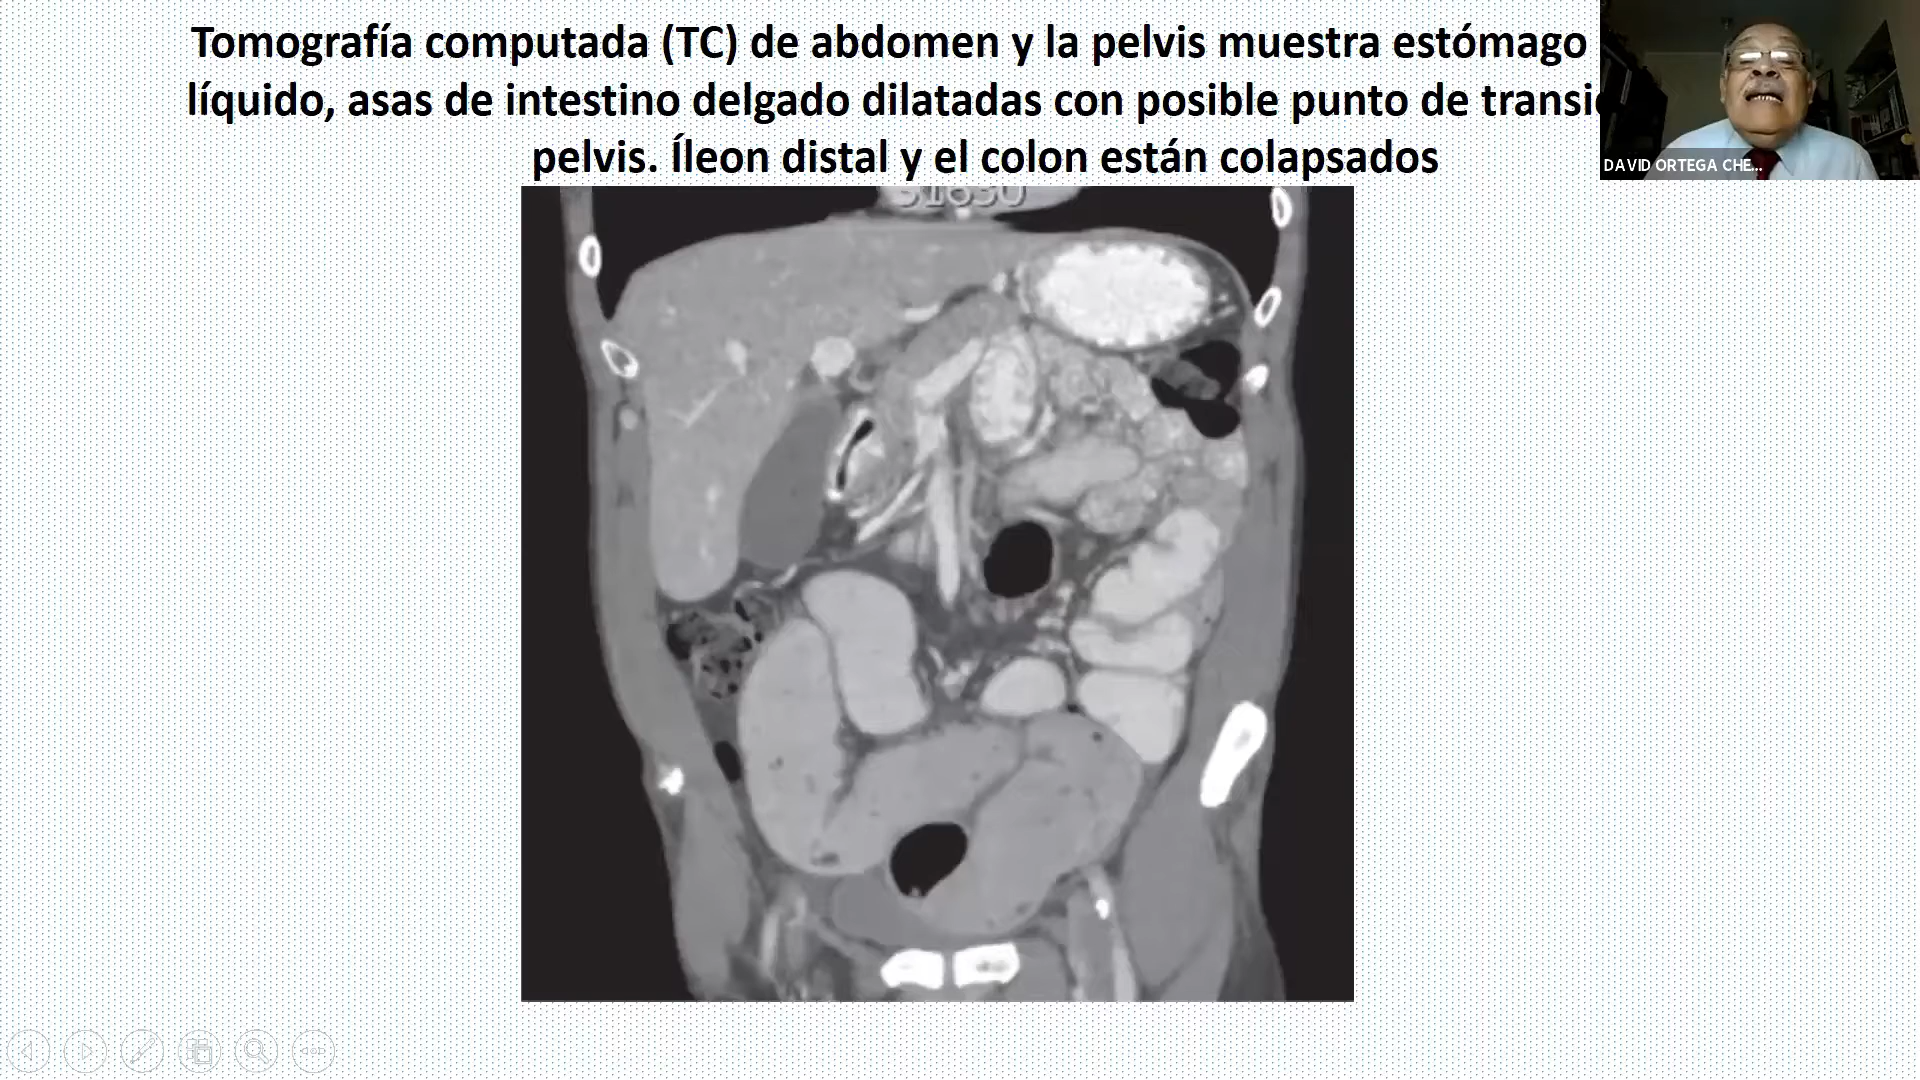 Tomografía computada (TC) de abdomen y la pelvis muestra estómago
líquido, asas de intestino delgado dilatadas con posible punto de
pelvis. Íleon distal y el colon están colapsados
DAVID ORTEGA CHE...